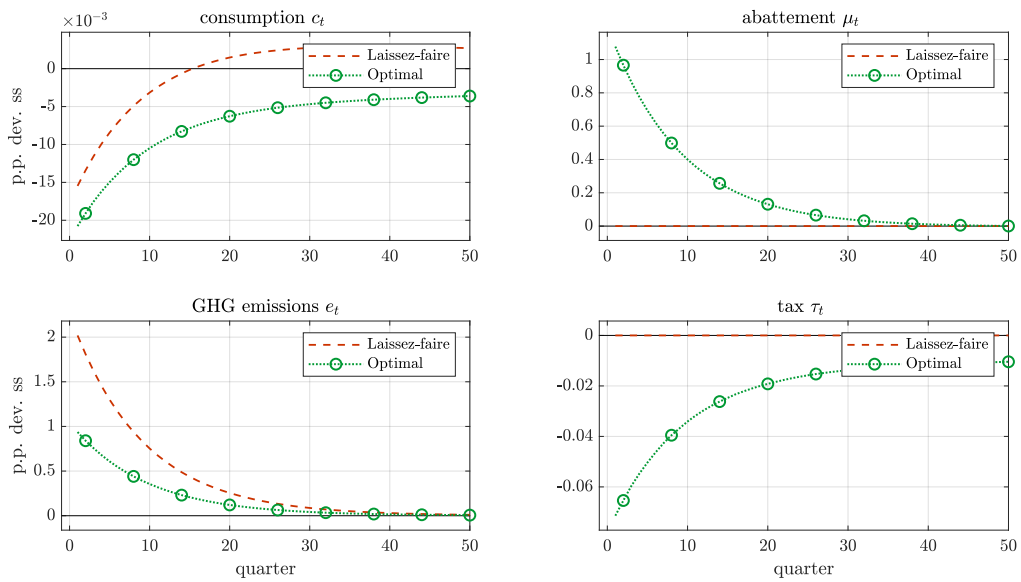 ×10⁻³
consumption cₜ
Laissez-faire
Optimal
p.p. dev. ss
0
-5
-10
-15
-20
0 10 20 30 40 50
abattement μₜ
Laissez-faire
Optimal
1
0.8
0.6
0.4
0.2
0
0 10 20 30 40 50
GHG emissions eₜ
Laissez-faire
Optimal
p.p. dev. ss
2
1.5
1
0.5
0
0 10 20 30 40 50
quarter
tax τₜ
Laissez-faire
Optimal
0
-0.02
-0.04
-0.06
0 10 20 30 40 50
quarter